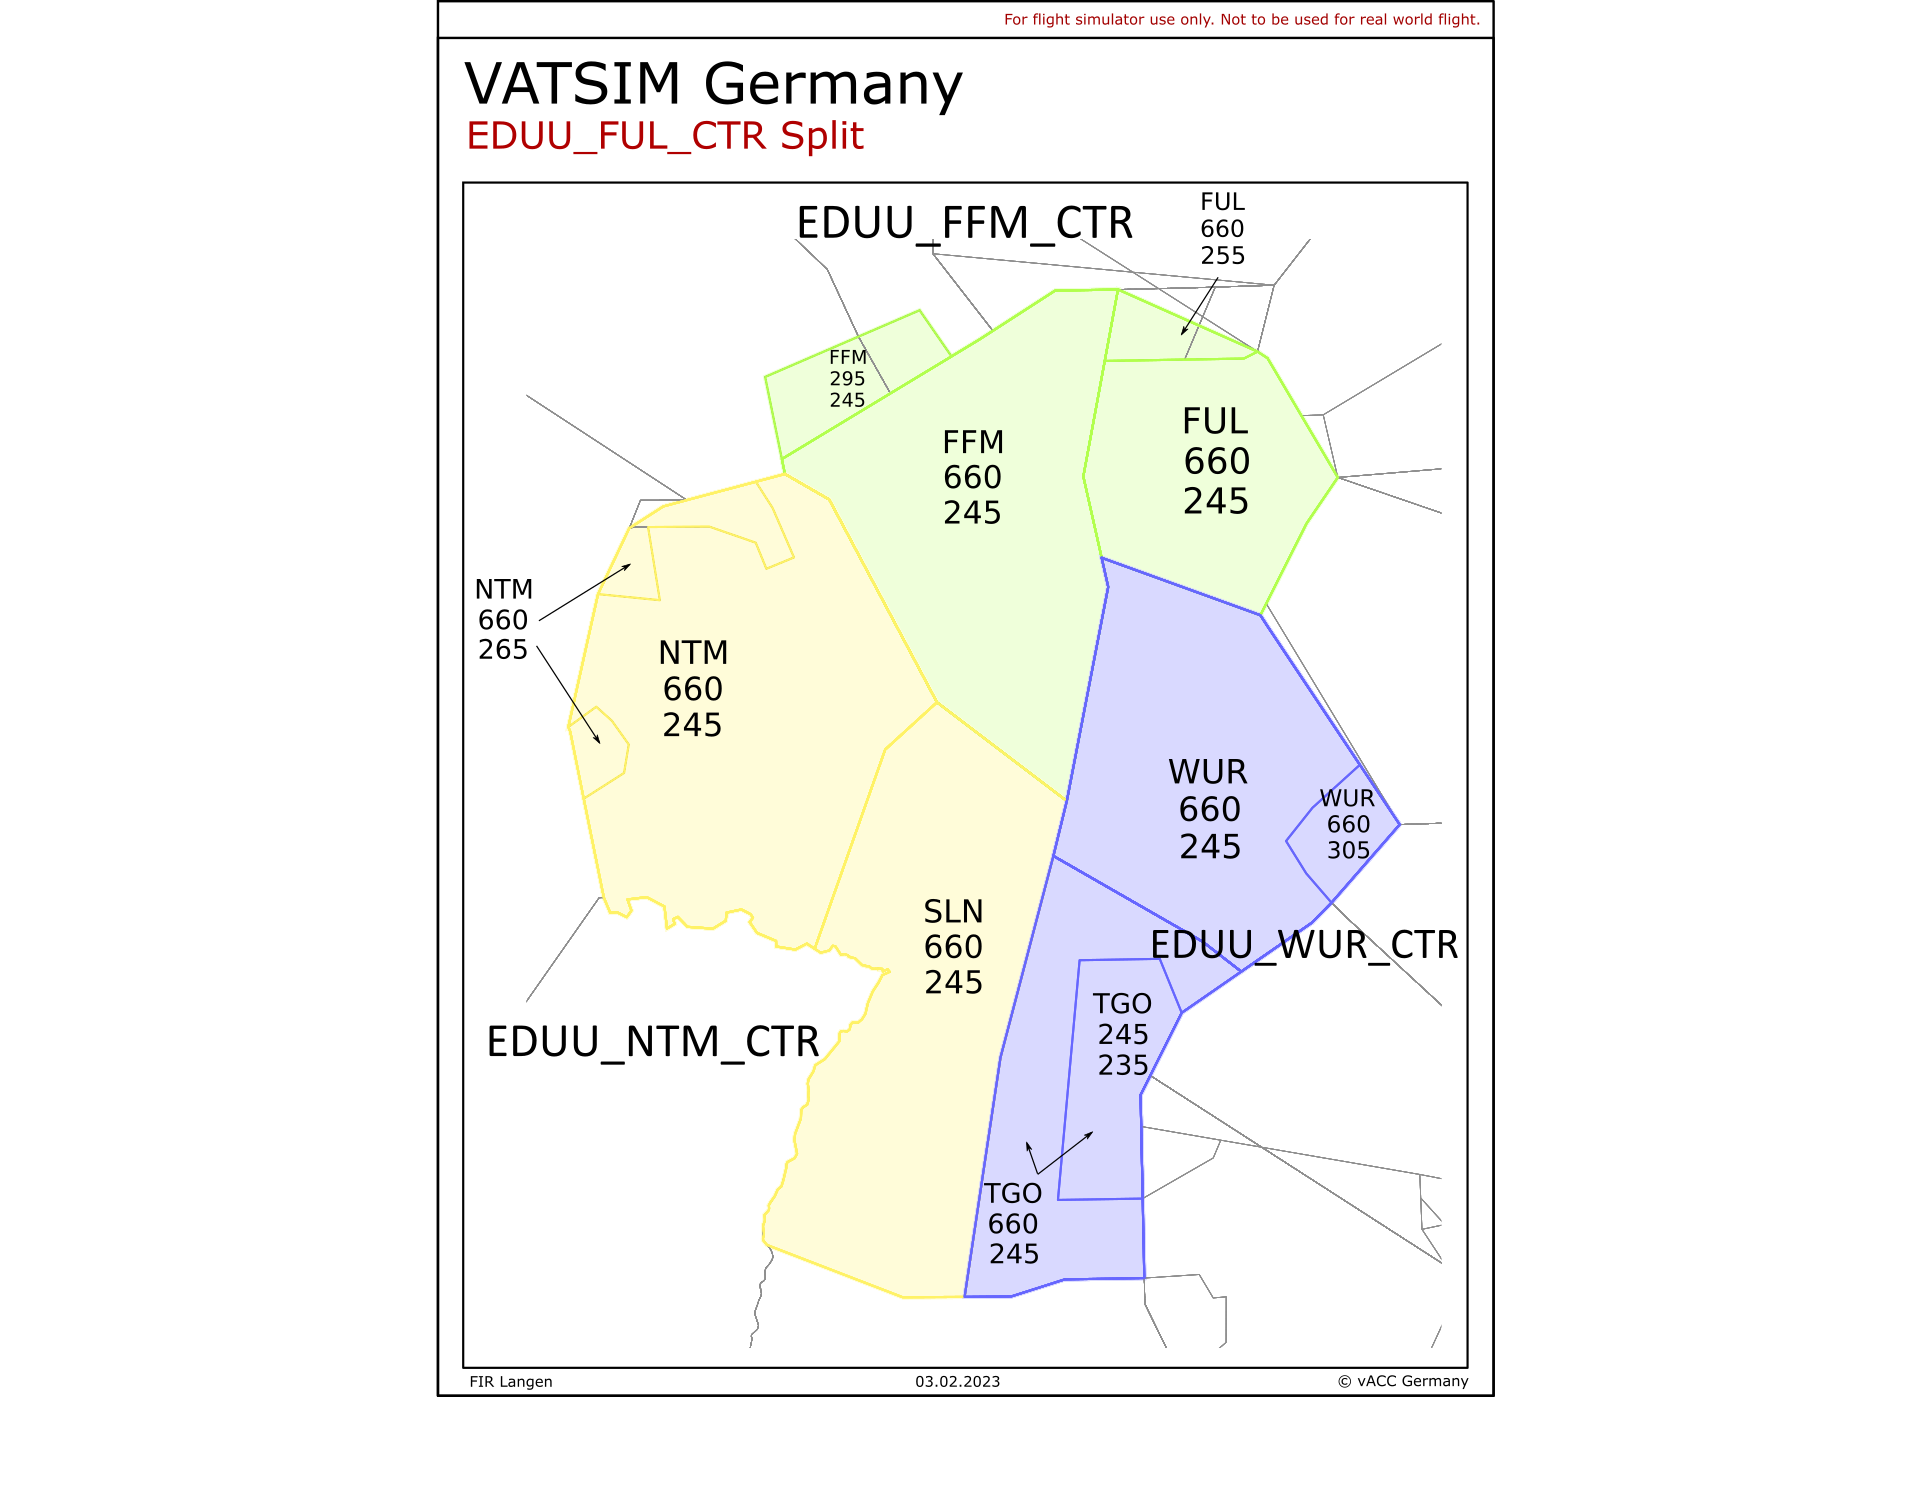 For flight simulator use only. Not to be used for real world flight.
VATSIM Germany
EDUU_FUL_CTR Split
EDUU_FFM_CTR
FUL
660
255
FFM
295
245
FFM
660
245
FUL
660
245
NTM
660
265
NTM
660
245
WUR
660
245
WUR
660
305
SLN
660
245
EDUU_WUR_CTR
TGO
245
235
EDUU_NTM_CTR
TGO
660
245
FIR Langen
03.02.2023
© vACC Germany